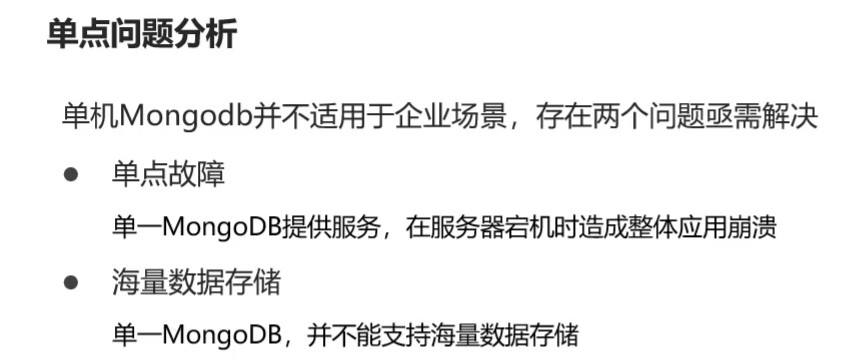 单点问题分析
单机Mongodb并不适用于企业场景，存在两个问题亟需解决
● 单点故障
单一MongoDB提供服务，在服务器宕机时造成整体应用崩溃
● 海量数据存储
单一MongoDB，并不能支持海量数据存储